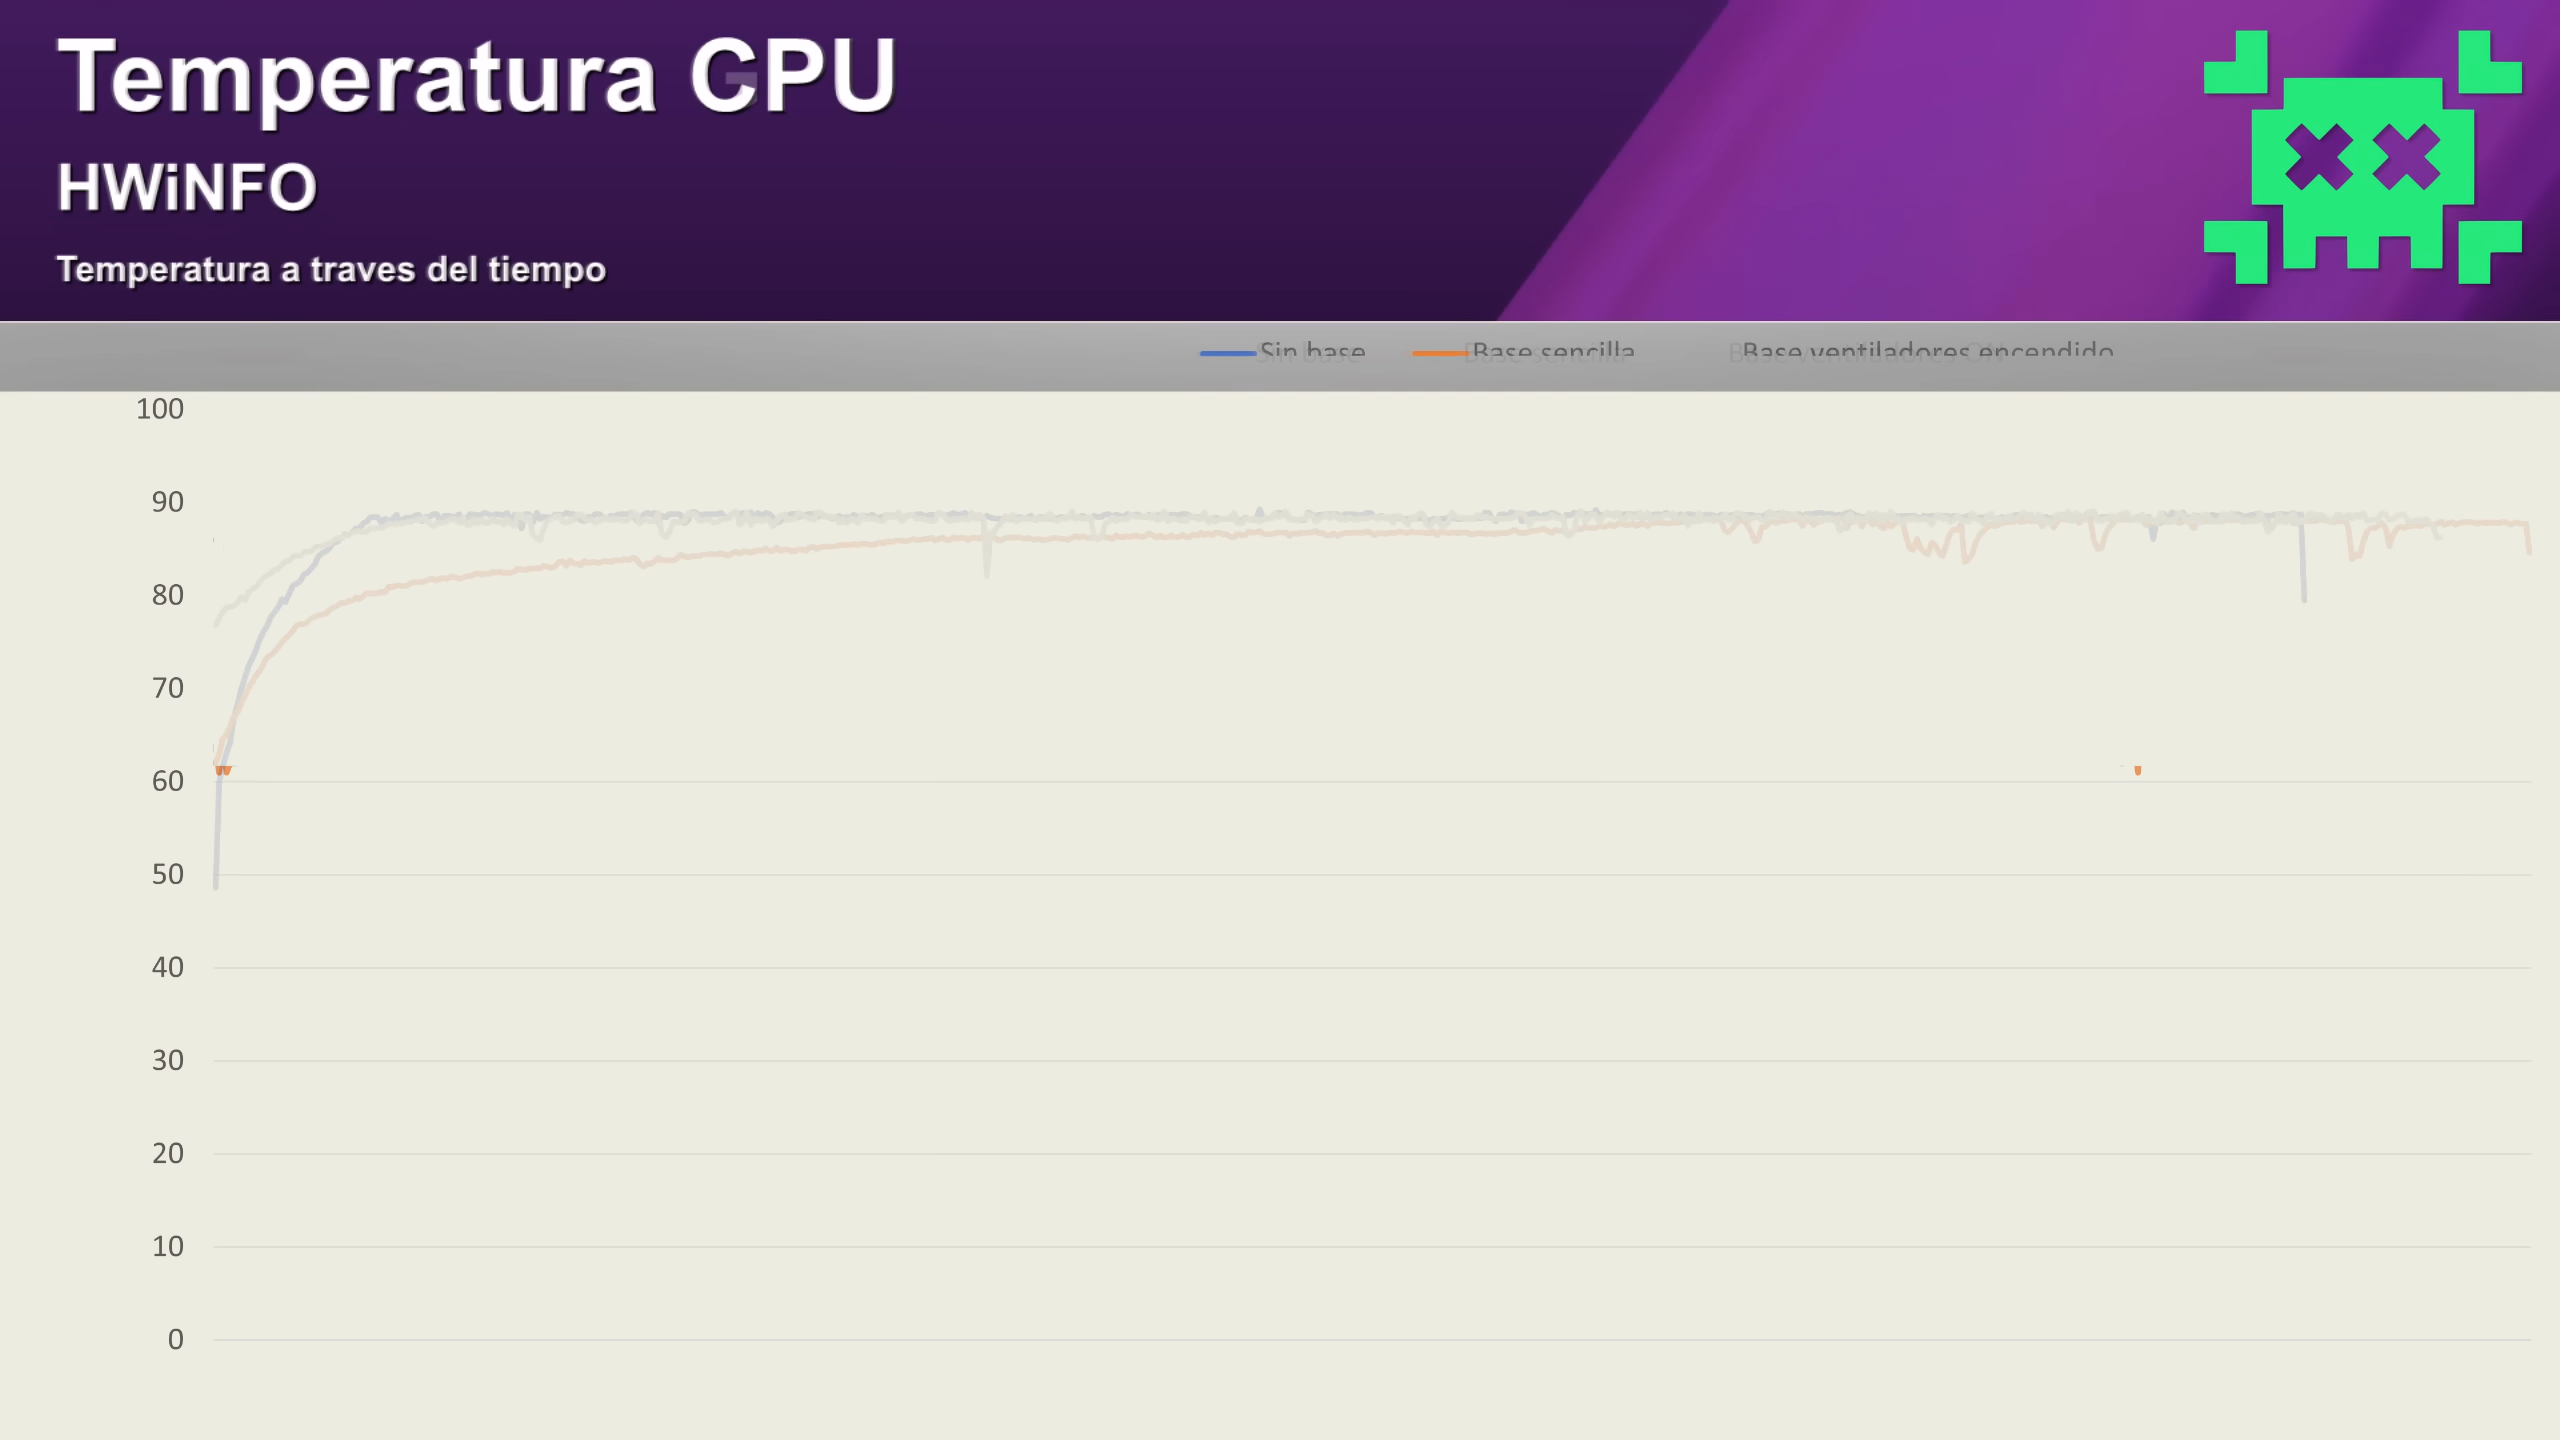 Temperatura GPU
HWiNFO
Temperatura a traves del tiempo
Sin base Base sencilla Base ventiladores encendido
100
90
80
70
60
50
40
30
20
10
0